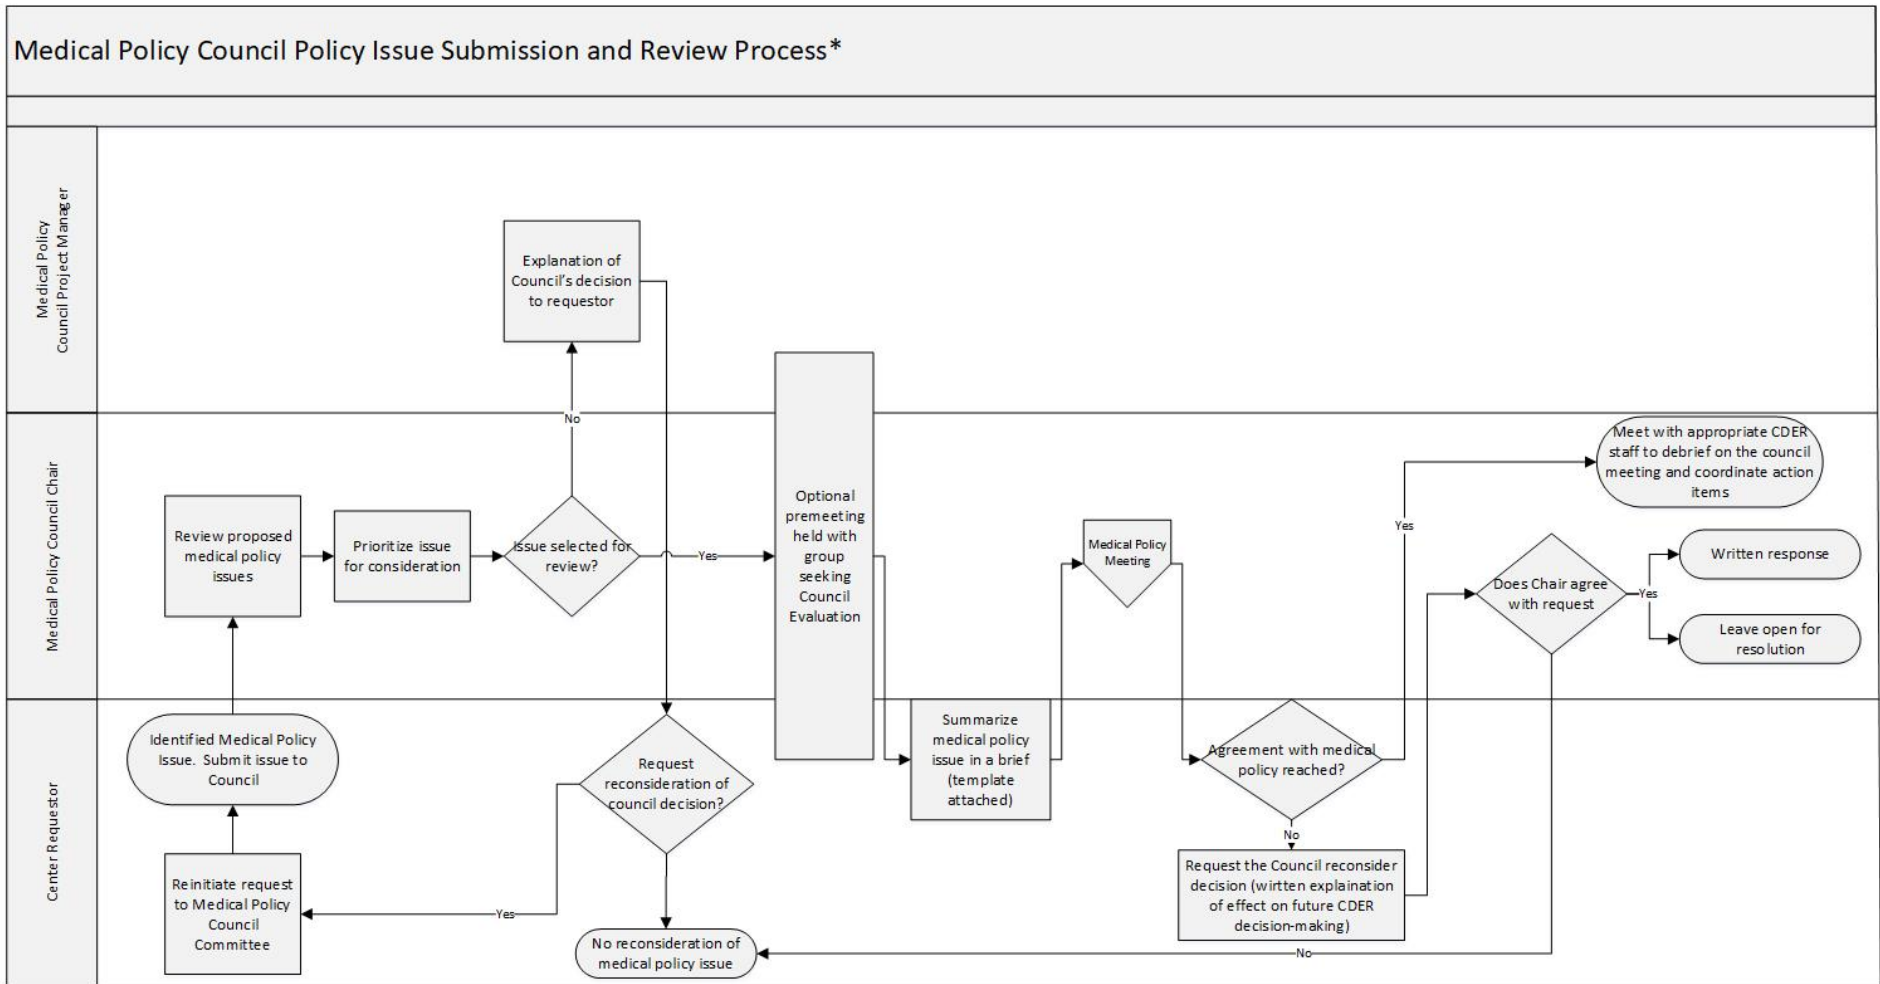 Medical Policy Council Policy Issue Submission and Review Process*
Medical Policy
Council Project Manager
Explanation of
Council's decision
to requestor
No
Medical Policy Council Chair
Review proposed
medical policy
issues
Prioritize issue
for consideration
Issue selected for
review?
Yes
Optional
premeeting
held with
group
seeking
Council
Evaluation
Medical Policy
Meeting
Yes
Meet with appropriate CDER
staff to debrief on the council
meeting and coordinate action
items
Does Chair agree
with request
Yes
Written response
Leave open for
resolution
Center Requestor
Identified Medical Policy
Issue. Submit issue to
Council
Request
reconsideration of
council decision?
Summarize
medical policy
issue in a brief
(template
attached)
Agreement with medical
policy reached?
No
Reinitiate request
to Medical Policy
Council
Committee
Yes
No reconsideration of
medical policy issue
Request the Council reconsider
decision (wirtten explaination
of effect on future CDER
decision-making)
No